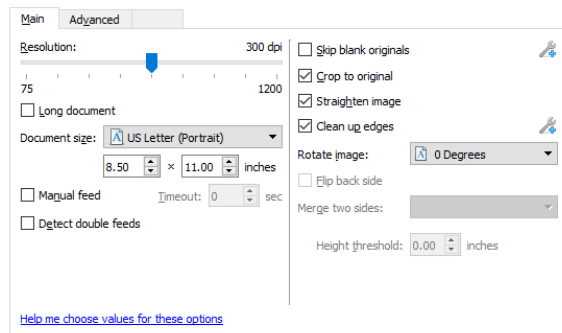 Main Advanced
Resolution: 300 dpi
75 1200
Long document
Document size: US Letter (Portrait)
8.50 × 11.00 inches
Manual feed Timeout: 0 sec
Detect double feeds
Help me choose values for these options
Skip blank originals
Crop to original
Straighten image
Clean up edges
Rotate image: 0 Degrees
Flip back side
Merge two sides:
Height threshold: 0.00 inches